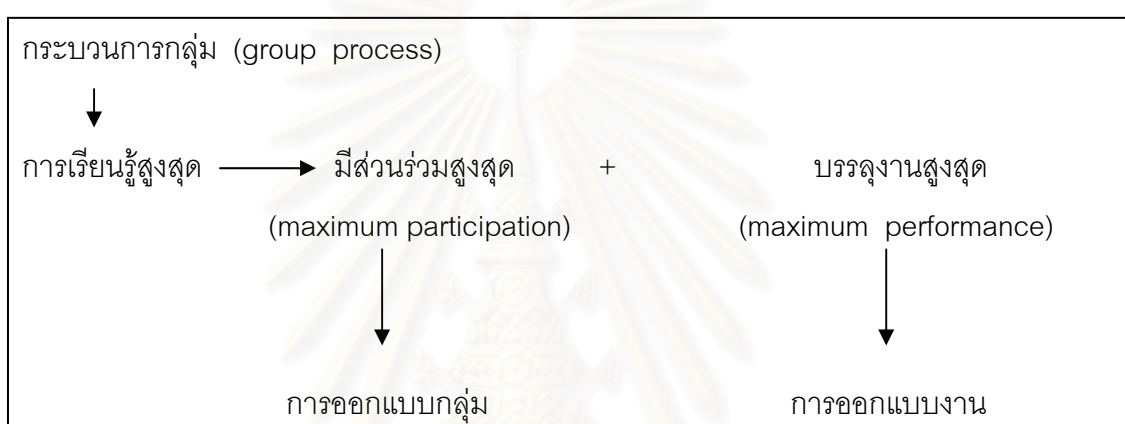 กระบวนการกลุ่ม (group process)
การเรียนรู้สูงสุด มีส่วนร่วมสูงสุด + บรรลุงานสูงสุด
(maximum participation) (maximum performance)
การออกแบบกลุ่ม การออกแบบงาน